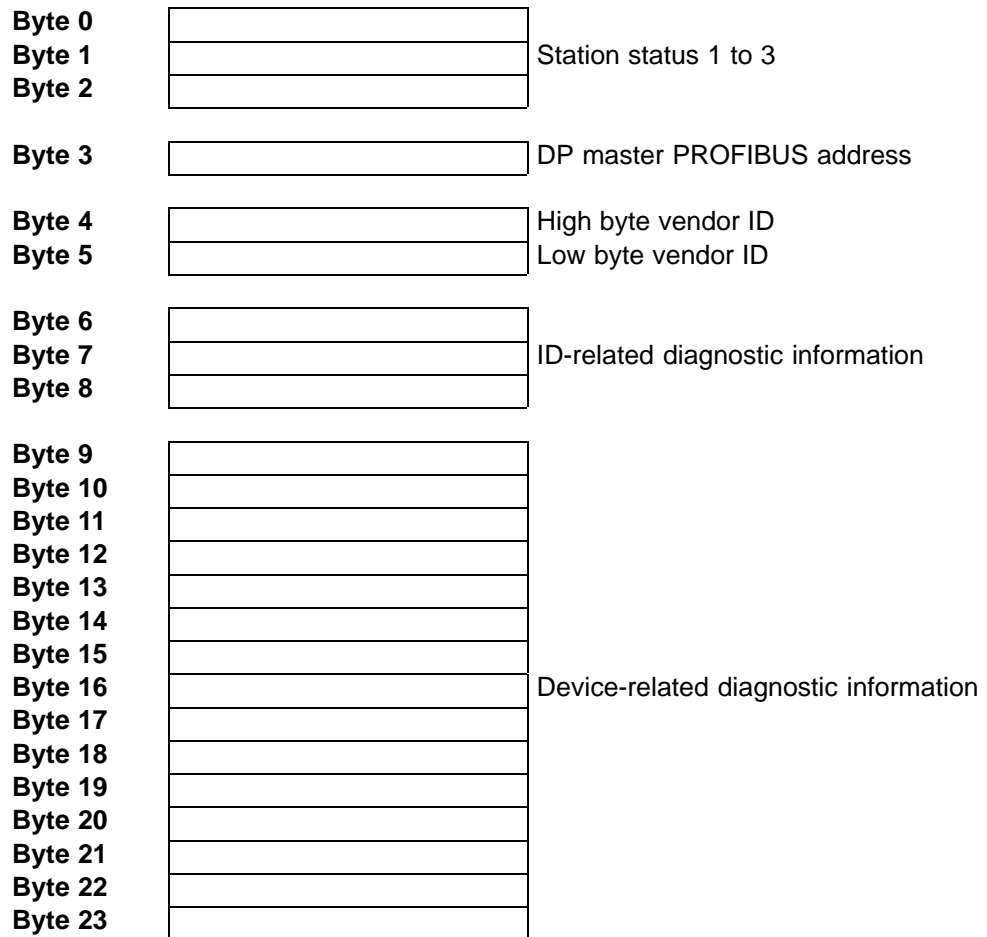 Byte 0
Byte 1 Station status 1 to 3
Byte 2
Byte 3 DP master PROFIBUS address
Byte 4 High byte vendor ID
Byte 5 Low byte vendor ID
Byte 6
Byte 7 ID-related diagnostic information
Byte 8
Byte 9
Byte 10
Byte 11
Byte 12
Byte 13
Byte 14
Byte 15
Byte 16 Device-related diagnostic information
Byte 17
Byte 18
Byte 19
Byte 20
Byte 21
Byte 22
Byte 23